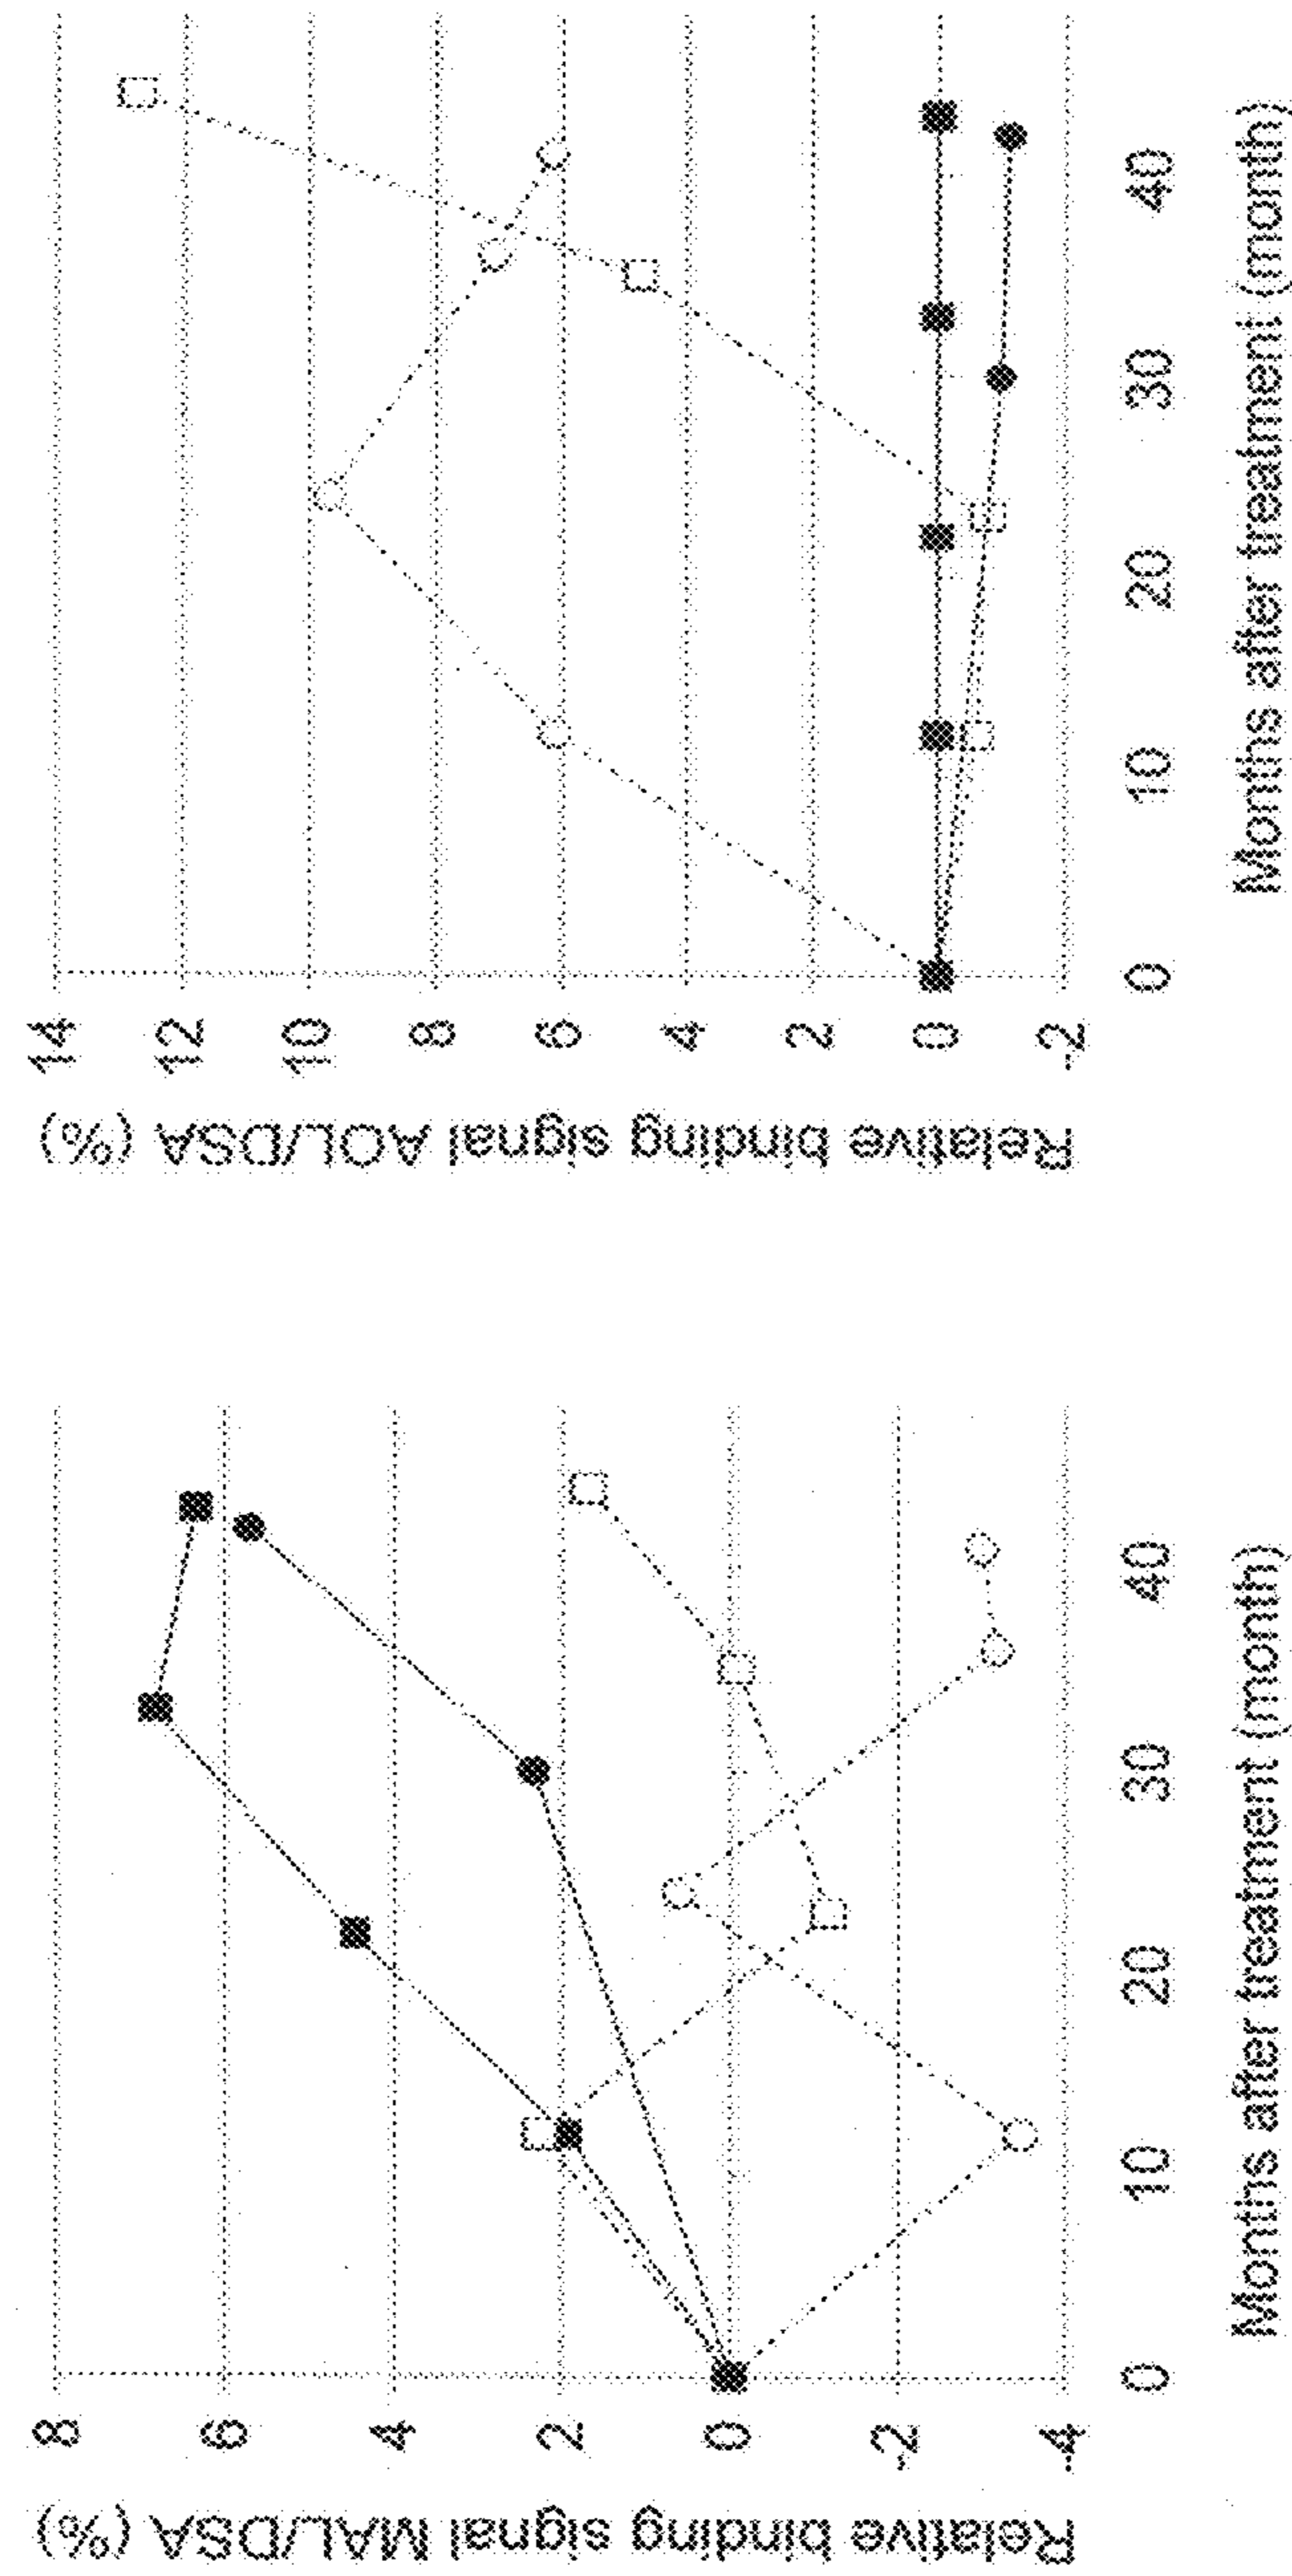 Relative binding signal MAL/DSA (%)
8
6
4
2
0
-2
-4
0 10 20 30 40
Months after treatment (month)
Relative binding signal AOL/DSA (%)
14
12
10
8
6
4
2
0
-2
0 10 20 30 40
Months after treatment (month)